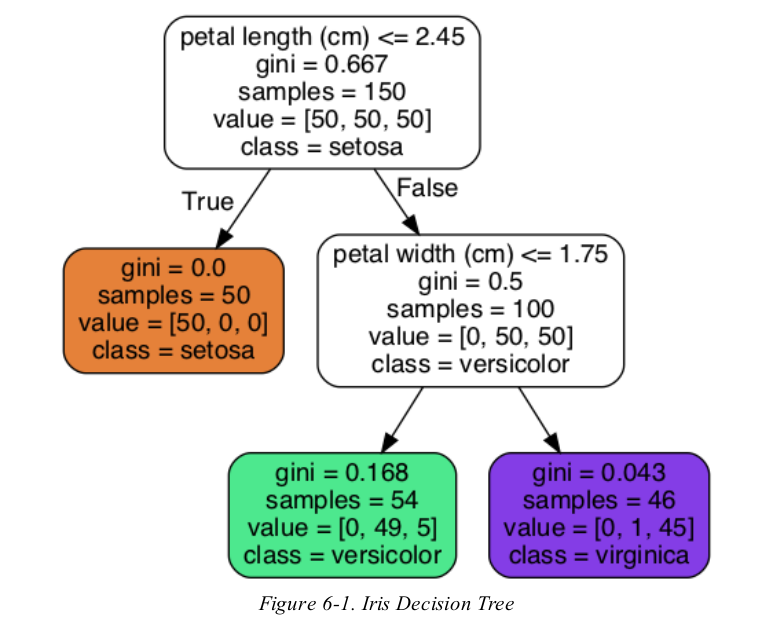 petal length (cm) <= 2.45
gini = 0.667
samples = 150
value = [50, 50, 50]
class = setosa
True
False
gini = 0.0
samples = 50
value = [50, 0, 0]
class = setosa
petal width (cm) <= 1.75
gini = 0.5
samples = 100
value = [0, 50, 50]
class = versicolor
gini = 0.168
samples = 54
value = [0, 49, 5]
class = versicolor
gini = 0.043
samples = 46
value = [0, 1, 45]
class = virginica
Figure 6-1. Iris Decision Tree